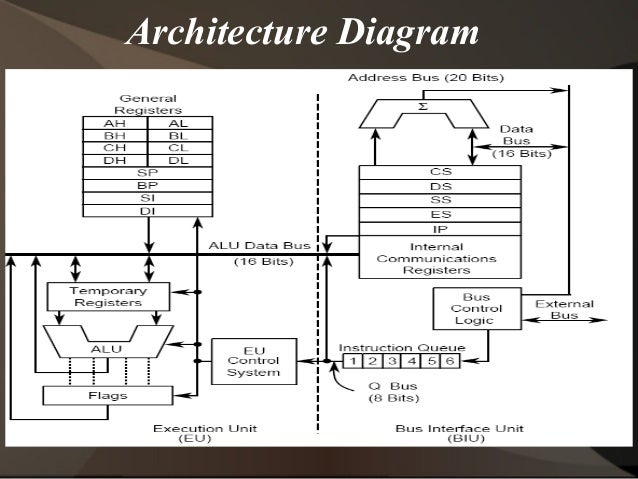 Architecture Diagram
Address Bus (20 Bits)
General
Registers
AH AL
BH BL
CH CL
DH DL
SP
BP
SI
DI
Σ
Data
Bus
(16 Bits)
CS
DS
SS
ES
IP
Internal
Communications
Registers
ALU Data Bus
(16 Bits)
Temporary
Registers
ALU
Flags
EU
Control
System
Bus
Control
Logic
External
Bus
Instruction Queue
1 2 3 4 5 6
Q Bus
(8 Bits)
Execution Unit
(EU)
Bus Interface Unit
(BIU)